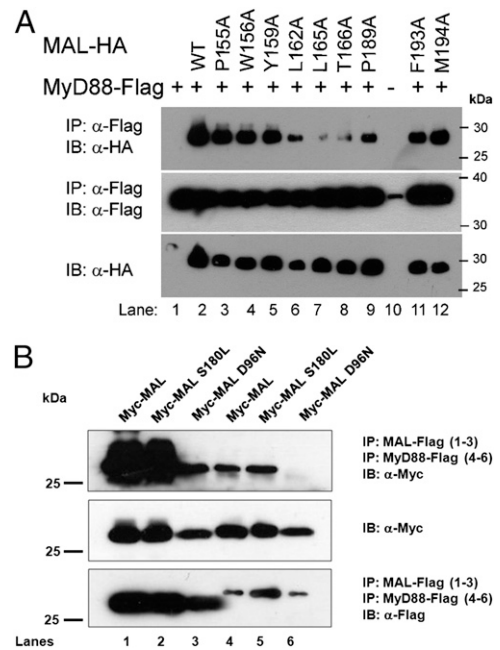 A
MAL-HA WT P155A W156A Y159A L162A L165A T166A P189A F193A M194A
MyD88-Flag + + + + + + + + + - + +
kDa
IP: α-Flag
IB: α-HA
30
25
IP: α-Flag
IB: α-Flag
40
30
IB: α-HA
30
25
Lane: 1 2 3 4 5 6 7 8 9 10 11 12
B
kDa
Myc-MAL Myc-MAL S180L Myc-MAL D96N Myc-MAL Myc-MAL S180L Myc-MAL D96N
IP: MAL-Flag (1-3)
IP: MyD88-Flag (4-6)
IB: α-Myc
25
IB: α-Myc
25
IP: MAL-Flag (1-3)
IP: MyD88-Flag (4-6)
IB: α-Flag
25
Lanes 1 2 3 4 5 6